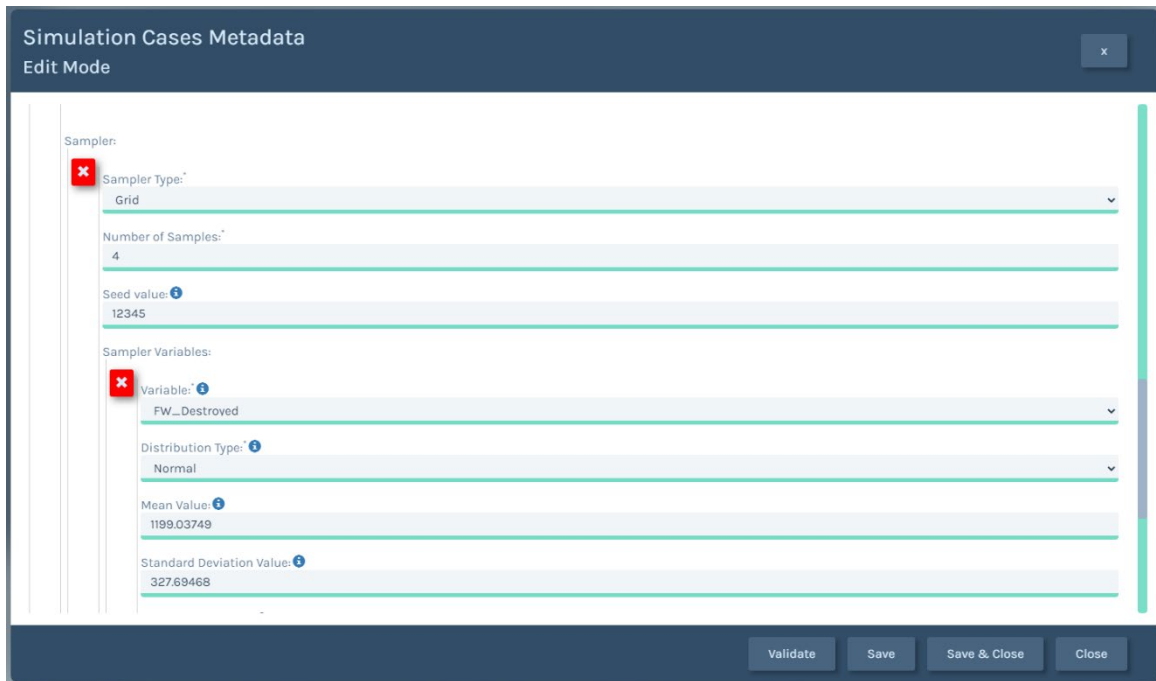 Simulation Cases Metadata
Edit Mode
x
Sampler:
Sampler Type:*
Grid
Number of Samples:*
4
Seed value:
12345
Sampler Variables:
Variable:*
FW_Destroyed
Distribution Type:*
Normal
Mean Value:
1199.03749
Standard Deviation Value:
327.69468
Validate Save Save & Close Close